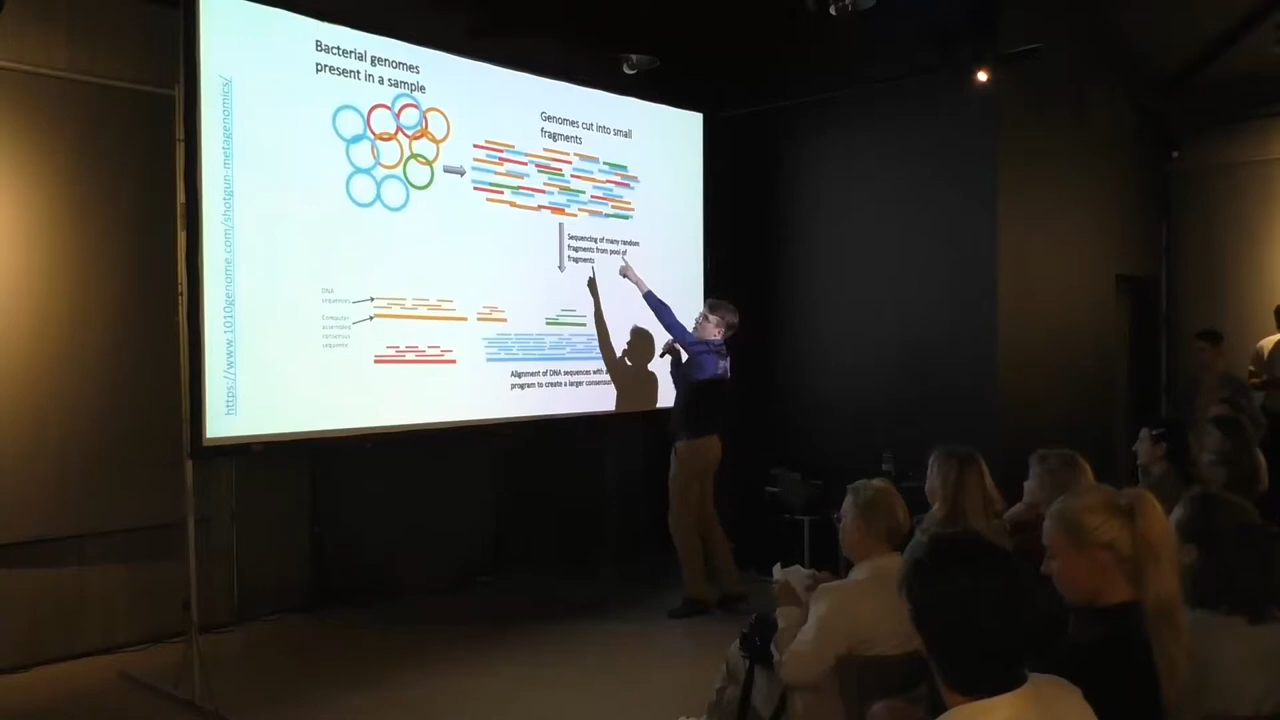 https://www.1010genome.com/shotgun-metagenomics/
Bacterial genomes
present in a sample
Genomes cut into small
fragments
Sequencing of many random
fragments from pool of
fragments
DNA
sequences
Computer
assembled
consensus
sequence
Alignment of DNA sequences with
program to create a larger consensus